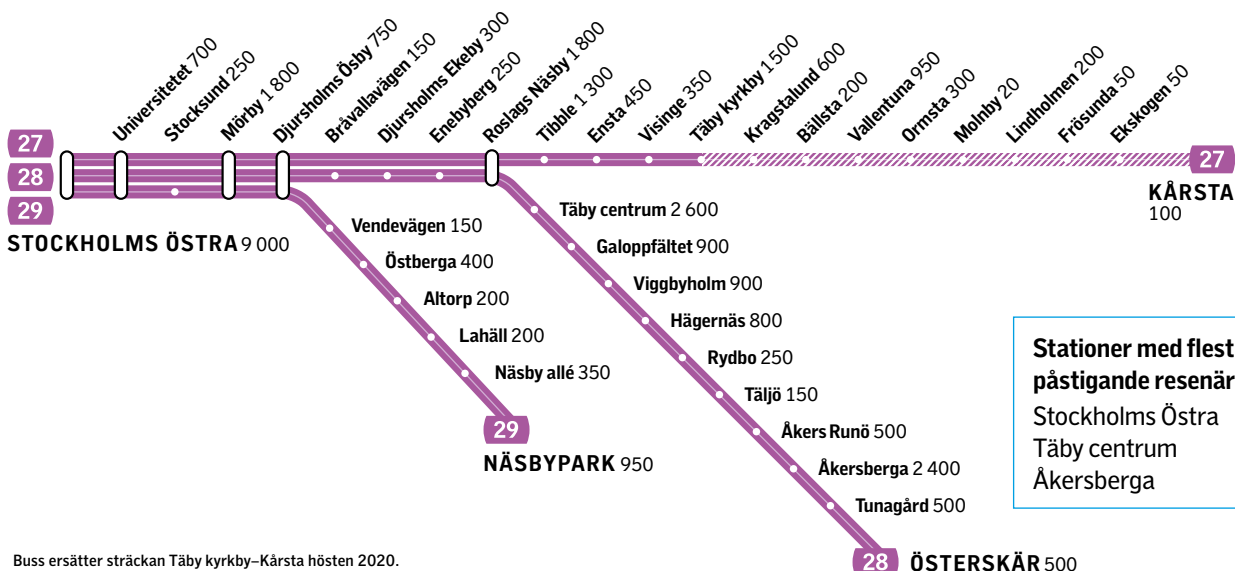 Universitetet 700
Stocksund 250
Mörby 1 800
Djursholms Ösby 750
Bråvallavägen 150
Djursholms Ekeby 300
Enebyberg 250
Roslags Näsby 1 800
Tibble 1 300
Ensta 450
Visinge 350
Täby kyrkby 1 500
Kragstalund 600
Bällsta 200
Vallentuna 950
Ormsta 300
Molnby 20
Lindholmen 200
Frösunda 50
Ekskogen 50
27
28
29
STOCKHOLMS ÖSTRA 9 000
27
KÅRSTA
100
Vendevägen 150
Östberga 400
Altorp 200
Lahäll 200
Näsby allé 350
29
NÄSBYPARK 950
Täby centrum 2 600
Galoppfältet 900
Viggbyholm 900
Hägernäs 800
Rydbo 250
Täljö 150
Åkers Runö 500
Åkersberga 2 400
Tunagård 500
28 ÖSTERSKÄR 500
Stationer med flest
påstigande resenär
Stockholms Östra
Täby centrum
Åkersberga
Buss ersätter sträckan Täby kyrkby–Kårsta hösten 2020.